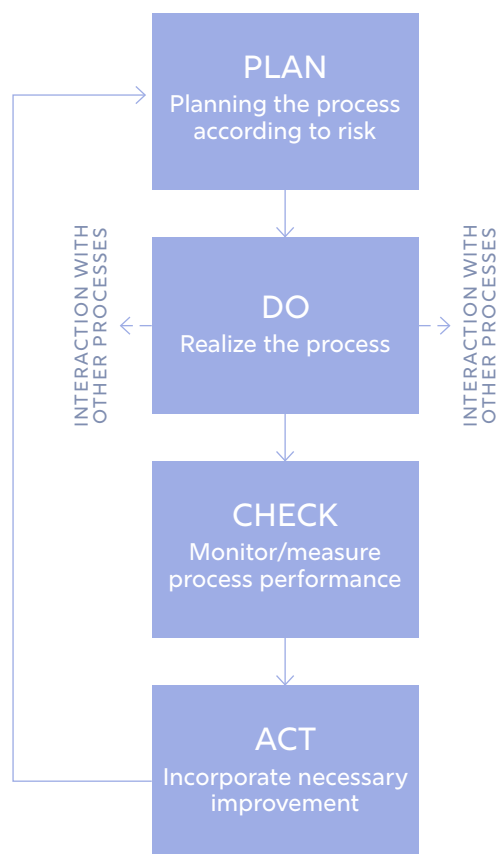 PLAN
Planning the process
according to risk
INTERACTION WITH
OTHER PROCESSES
DO
Realize the process
INTERACTION WITH
OTHER PROCESSES
CHECK
Monitor/measure
process performance
ACT
Incorporate necessary
improvement